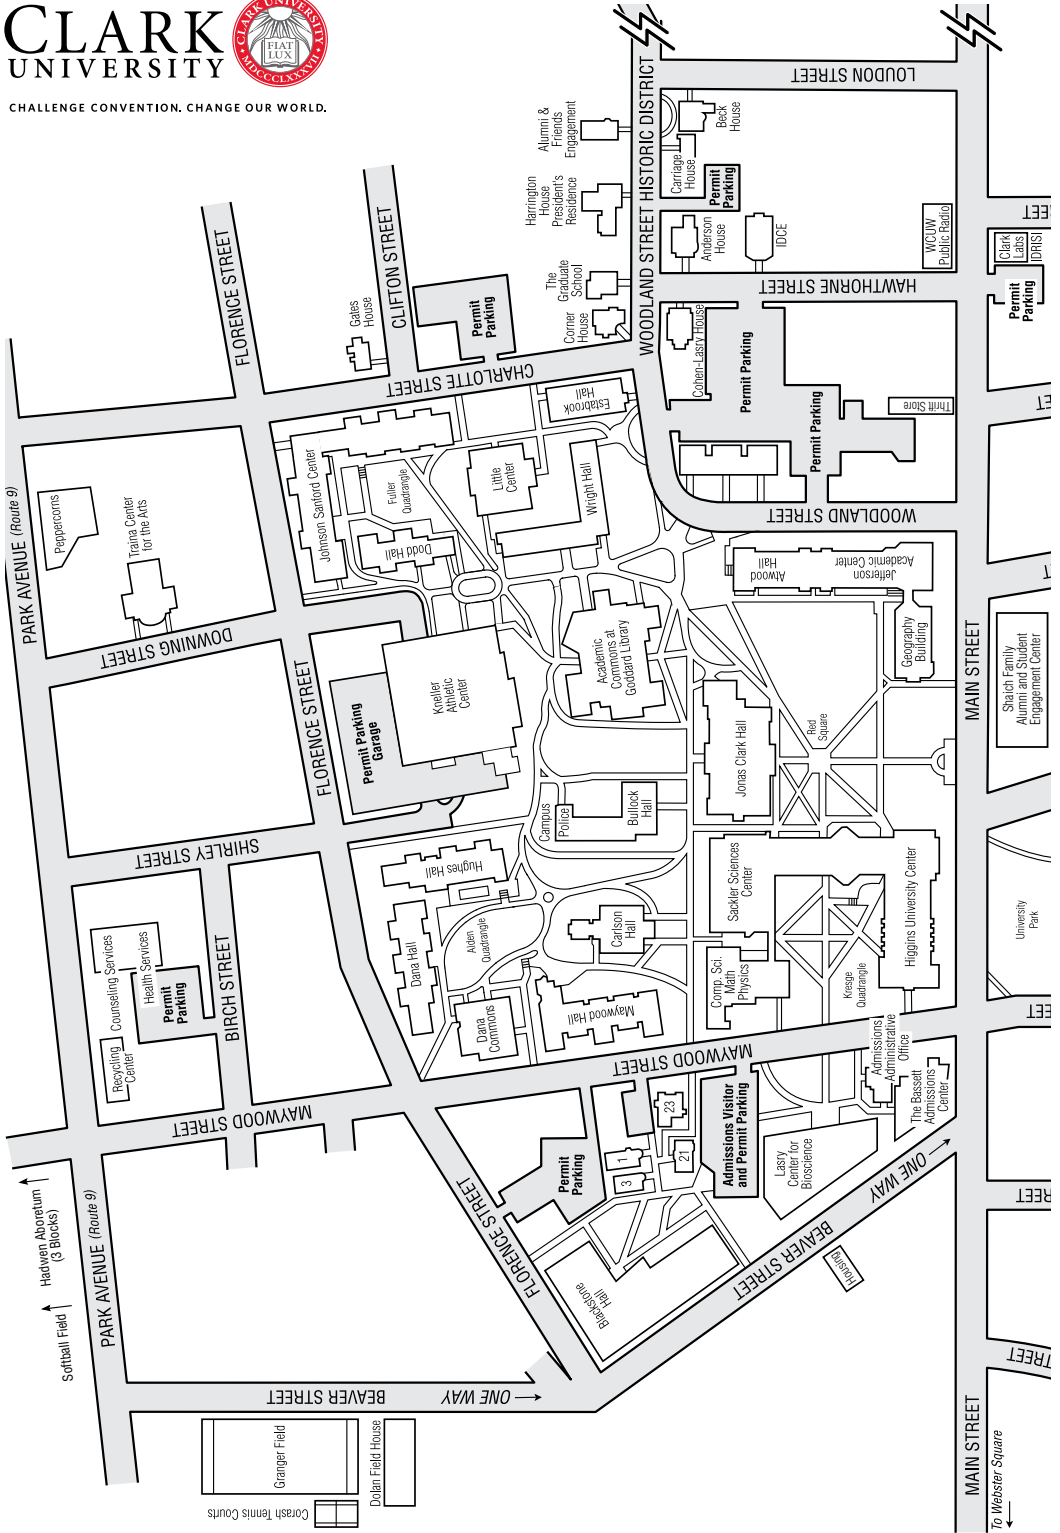 CLARK
UNIVERSITY
CLARK UNIVERSITY
FIAT
LUX
MDCCCLXXXVII
CHALLENGE CONVENTION. CHANGE OUR WORLD.
LOUDON STREET
WOODLAND STREET HISTORIC DISTRICT
Alumni &
Friends
Engagement
Beck
House
Carriage
House
Permit
Parking
Harrington
House
President's
Residence
Anderson
House
IDCE
WCUW
Public Radio
Clark
Labs
IDRISI
Permit
Parking
HAWTHORNE STREET
The
Graduate
School
Corner
House
Cohen-Lasry House
Permit Parking
Permit Parking
Thrift Store
FLORENCE STREET
CLIFTON STREET
Gates
House
Permit
Parking
CHARLOTTE STREET
Estabrook
Hall
WOODLAND STREET
Johnson Sanford Center
Fuller
Quadrangle
Dodd Hall
Little
Center
Wright Hall
Atwood
Hall
Jefferson
Academic Center
Geography
Building
PARK AVENUE (Route 9)
Peppercorns
Traina Center
for the Arts
DOWNING STREET
FLORENCE STREET
Permit Parking
Garage
Kneller
Athletic
Center
Academic
Commons at
Goddard Library
Jonas Clark Hall
Red
Square
MAIN STREET
Shaich Family
Alumni and Student
Engagement Center
SHIRLEY STREET
Hughes Hall
Campus
Police
Bullock
Hall
Sackler Sciences
Center
Higgins University Center
University
Park
BIRCH STREET
Counseling Services
Health Services
Permit
Parking
Recycling
Center
Dana Hall
Alden
Quadrangle
Dana
Commons
Carlson
Hall
Maywood Hall
Comp. Sci.
Math
Physics
Kresge
Quadrangle
MAYWOOD STREET
MAYWOOD STREET
Admissions
Administrative
Office
The Bassett
Admissions
Center
Lasry
Center for
Bioscience
Admissions Visitor
and Permit Parking
23
21
1
3
Permit
Parking
FLORENCE STREET
Blackstone
Hall
BEAVER STREET
ONE WAY
Housing
Hadwen Aboretum
(3 Blocks)
Softball Field
PARK AVENUE (Route 9)
BEAVER STREET
ONE WAY
Granger Field
Dolan Field House
Corash Tennis Courts
MAIN STREET
To Webster Square
STREET